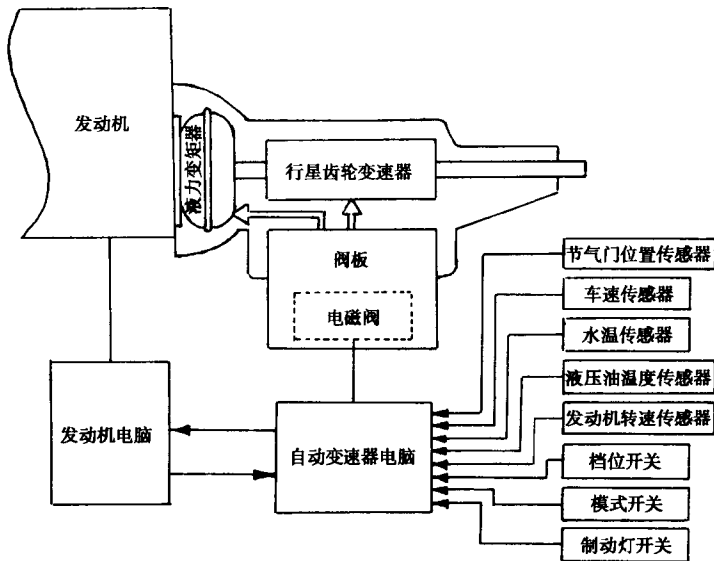 发动机
液力变矩器
行星齿轮变速器
阀板
电磁阀
发动机电脑
自动变速器电脑
节气门位置传感器
车速传感器
水温传感器
液压油温度传感器
发动机转速传感器
档位开关
模式开关
制动灯开关